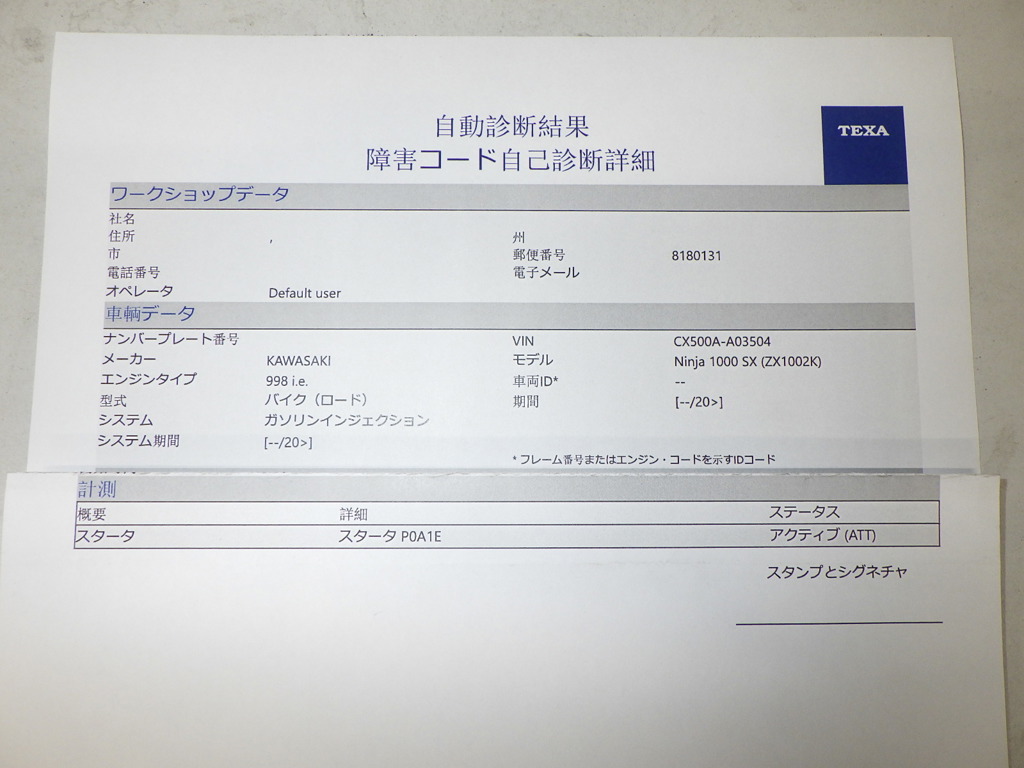 自動診断結果
障害コード自己診断詳細
TEXA
ワークショップデータ
社名
住所 , 州
市 郵便番号 8180131
電話番号 電子メール
オペレータ Default user
車輌データ
ナンバープレート番号 VIN CX500A-A03504
メーカー KAWASAKI モデル Ninja 1000 SX (ZX1002K)
エンジンタイプ 998 i.e. 車両ID* --
型式 バイク（ロード） 期間 [--/20>]
システム ガソリンインジェクション
システム期間 [--/20>]
* フレーム番号またはエンジン・コードを示すIDコード
計測
概要 詳細 ステータス
スタータ スタータ P0A1E アクティブ (ATT)
スタンプとシグネチャ